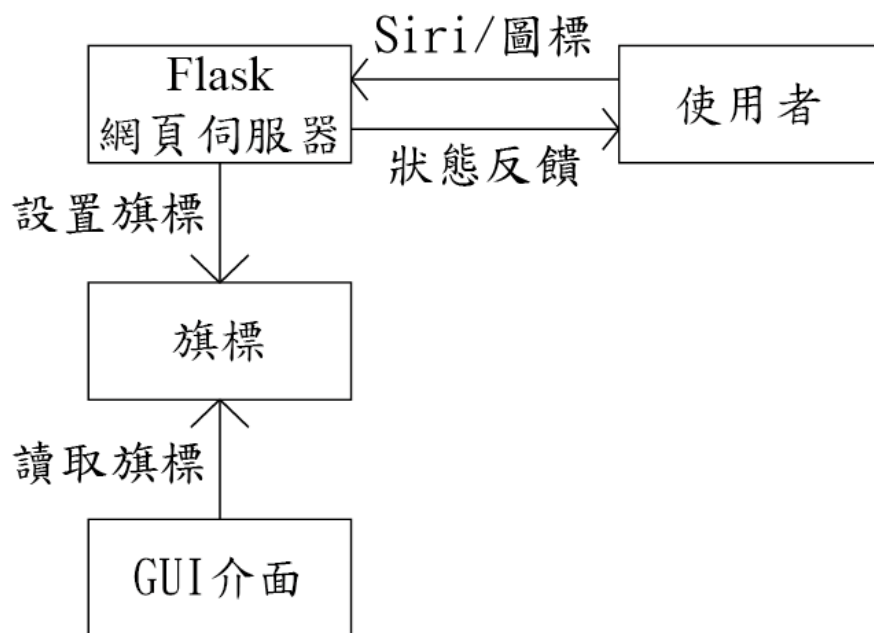 Siri/圖標
Flask
網頁伺服器
使用者
狀態反饋
設置旗標
旗標
讀取旗標
GUI介面